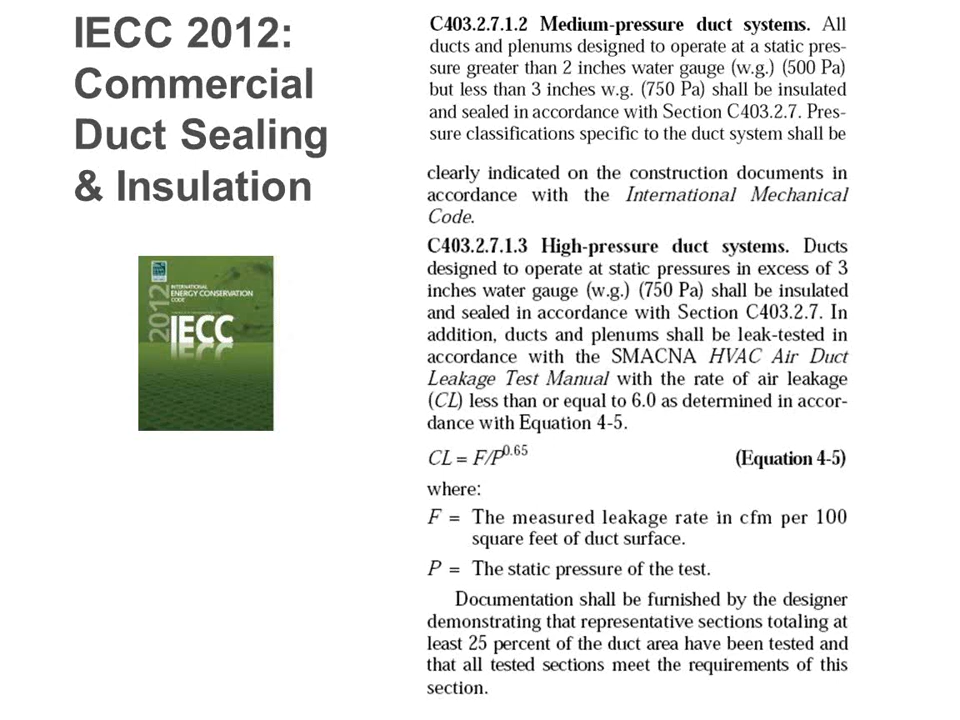 IECC 2012:
Commercial
Duct Sealing
& Insulation
INTERNATIONAL
ENERGY CONSERVATION
CODE
2012
IECC
C403.2.7.1.2 Medium-pressure duct systems. All
ducts and plenums designed to operate at a static pres-
sure greater than 2 inches water gauge (w.g.) (500 Pa)
but less than 3 inches w.g. (750 Pa) shall be insulated
and sealed in accordance with Section C403.2.7. Pres-
sure classifications specific to the duct system shall be
clearly indicated on the construction documents in
accordance with the International Mechanical
Code.
C403.2.7.1.3 High-pressure duct systems. Ducts
designed to operate at static pressures in excess of 3
inches water gauge (w.g.) (750 Pa) shall be insulated
and sealed in accordance with Section C403.2.7. In
addition, ducts and plenums shall be leak-tested in
accordance with the SMACNA HVAC Air Duct
Leakage Test Manual with the rate of air leakage
(CL) less than or equal to 6.0 as determined in accor-
dance with Equation 4-5.
CL = F/P^0.65 (Equation 4-5)
where:
F = The measured leakage rate in cfm per 100
square feet of duct surface.
P = The static pressure of the test.
Documentation shall be furnished by the designer
demonstrating that representative sections totaling at
least 25 percent of the duct area have been tested and
that all tested sections meet the requirements of this
section.